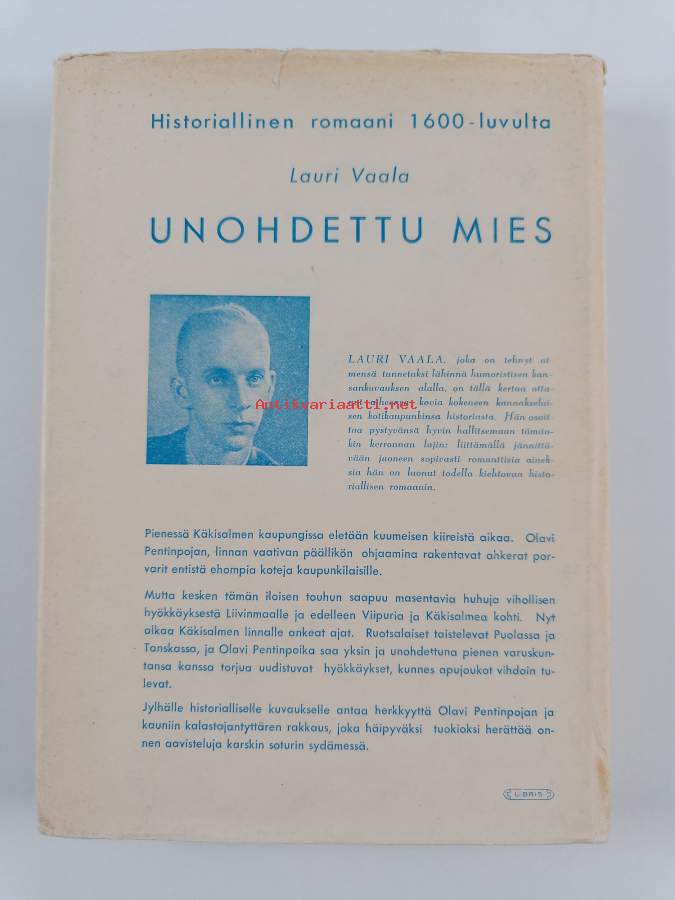 Historiallinen romaani 1600-luvulta
Lauri Vaala
UNOHDETTU MIES
LAURI VAALA, joka on tehnyt ni-
mensä tunnetuksi lähinnä humoristisen kan-
sankuvauksen alalla, on tällä kertaa otta-
nut aiheensa kovia kokeneen kannakselai-
sen kotikaupunkinsa historiasta. Hän osoit-
taa pystyvänsä hyvin hallitsemaan tämän-
kin kerronnan lajin: liittämällä jännittä-
vään juoneen sopivasti romanttisia ainek-
sia hän on luonut todella kiehtovan histo-
riallisen romaanin.
Antikvariaatti.net
Pienessä Käkisalmen kaupungissa eletään kuumeisen kiireistä aikaa. Olavi
Pentinpojan, linnan vaativan päällikön ohjaamina rakentavat ahkerat por-
varit entistä ehompia koteja kaupunkilaisille.
Mutta kesken tämän iloisen touhun saapuu masentavia huhuja vihollisen
hyökkäyksestä Liivinmaalle ja edelleen Viipuria ja Käkisalmea kohti. Nyt
alkaa Käkisalmen linnalle ankeat ajat. Ruotsalaiset taistelevat Puolassa ja
Tanskassa, ja Olavi Pentinpoika saa yksin ja unohdettuna pienen varuskun-
tansa kanssa torjua uudistuvat hyökkäykset, kunnes apujoukot vihdoin tu-
levat.
Jylhälle historialliselle kuvaukselle antaa herkkyyttä Olavi Pentinpojan ja
kauniin kalastajantyttären rakkaus, joka häipyväksi tuokioksi herättää on-
nen aavisteluja karskin soturin sydämessä.
LIBRIS